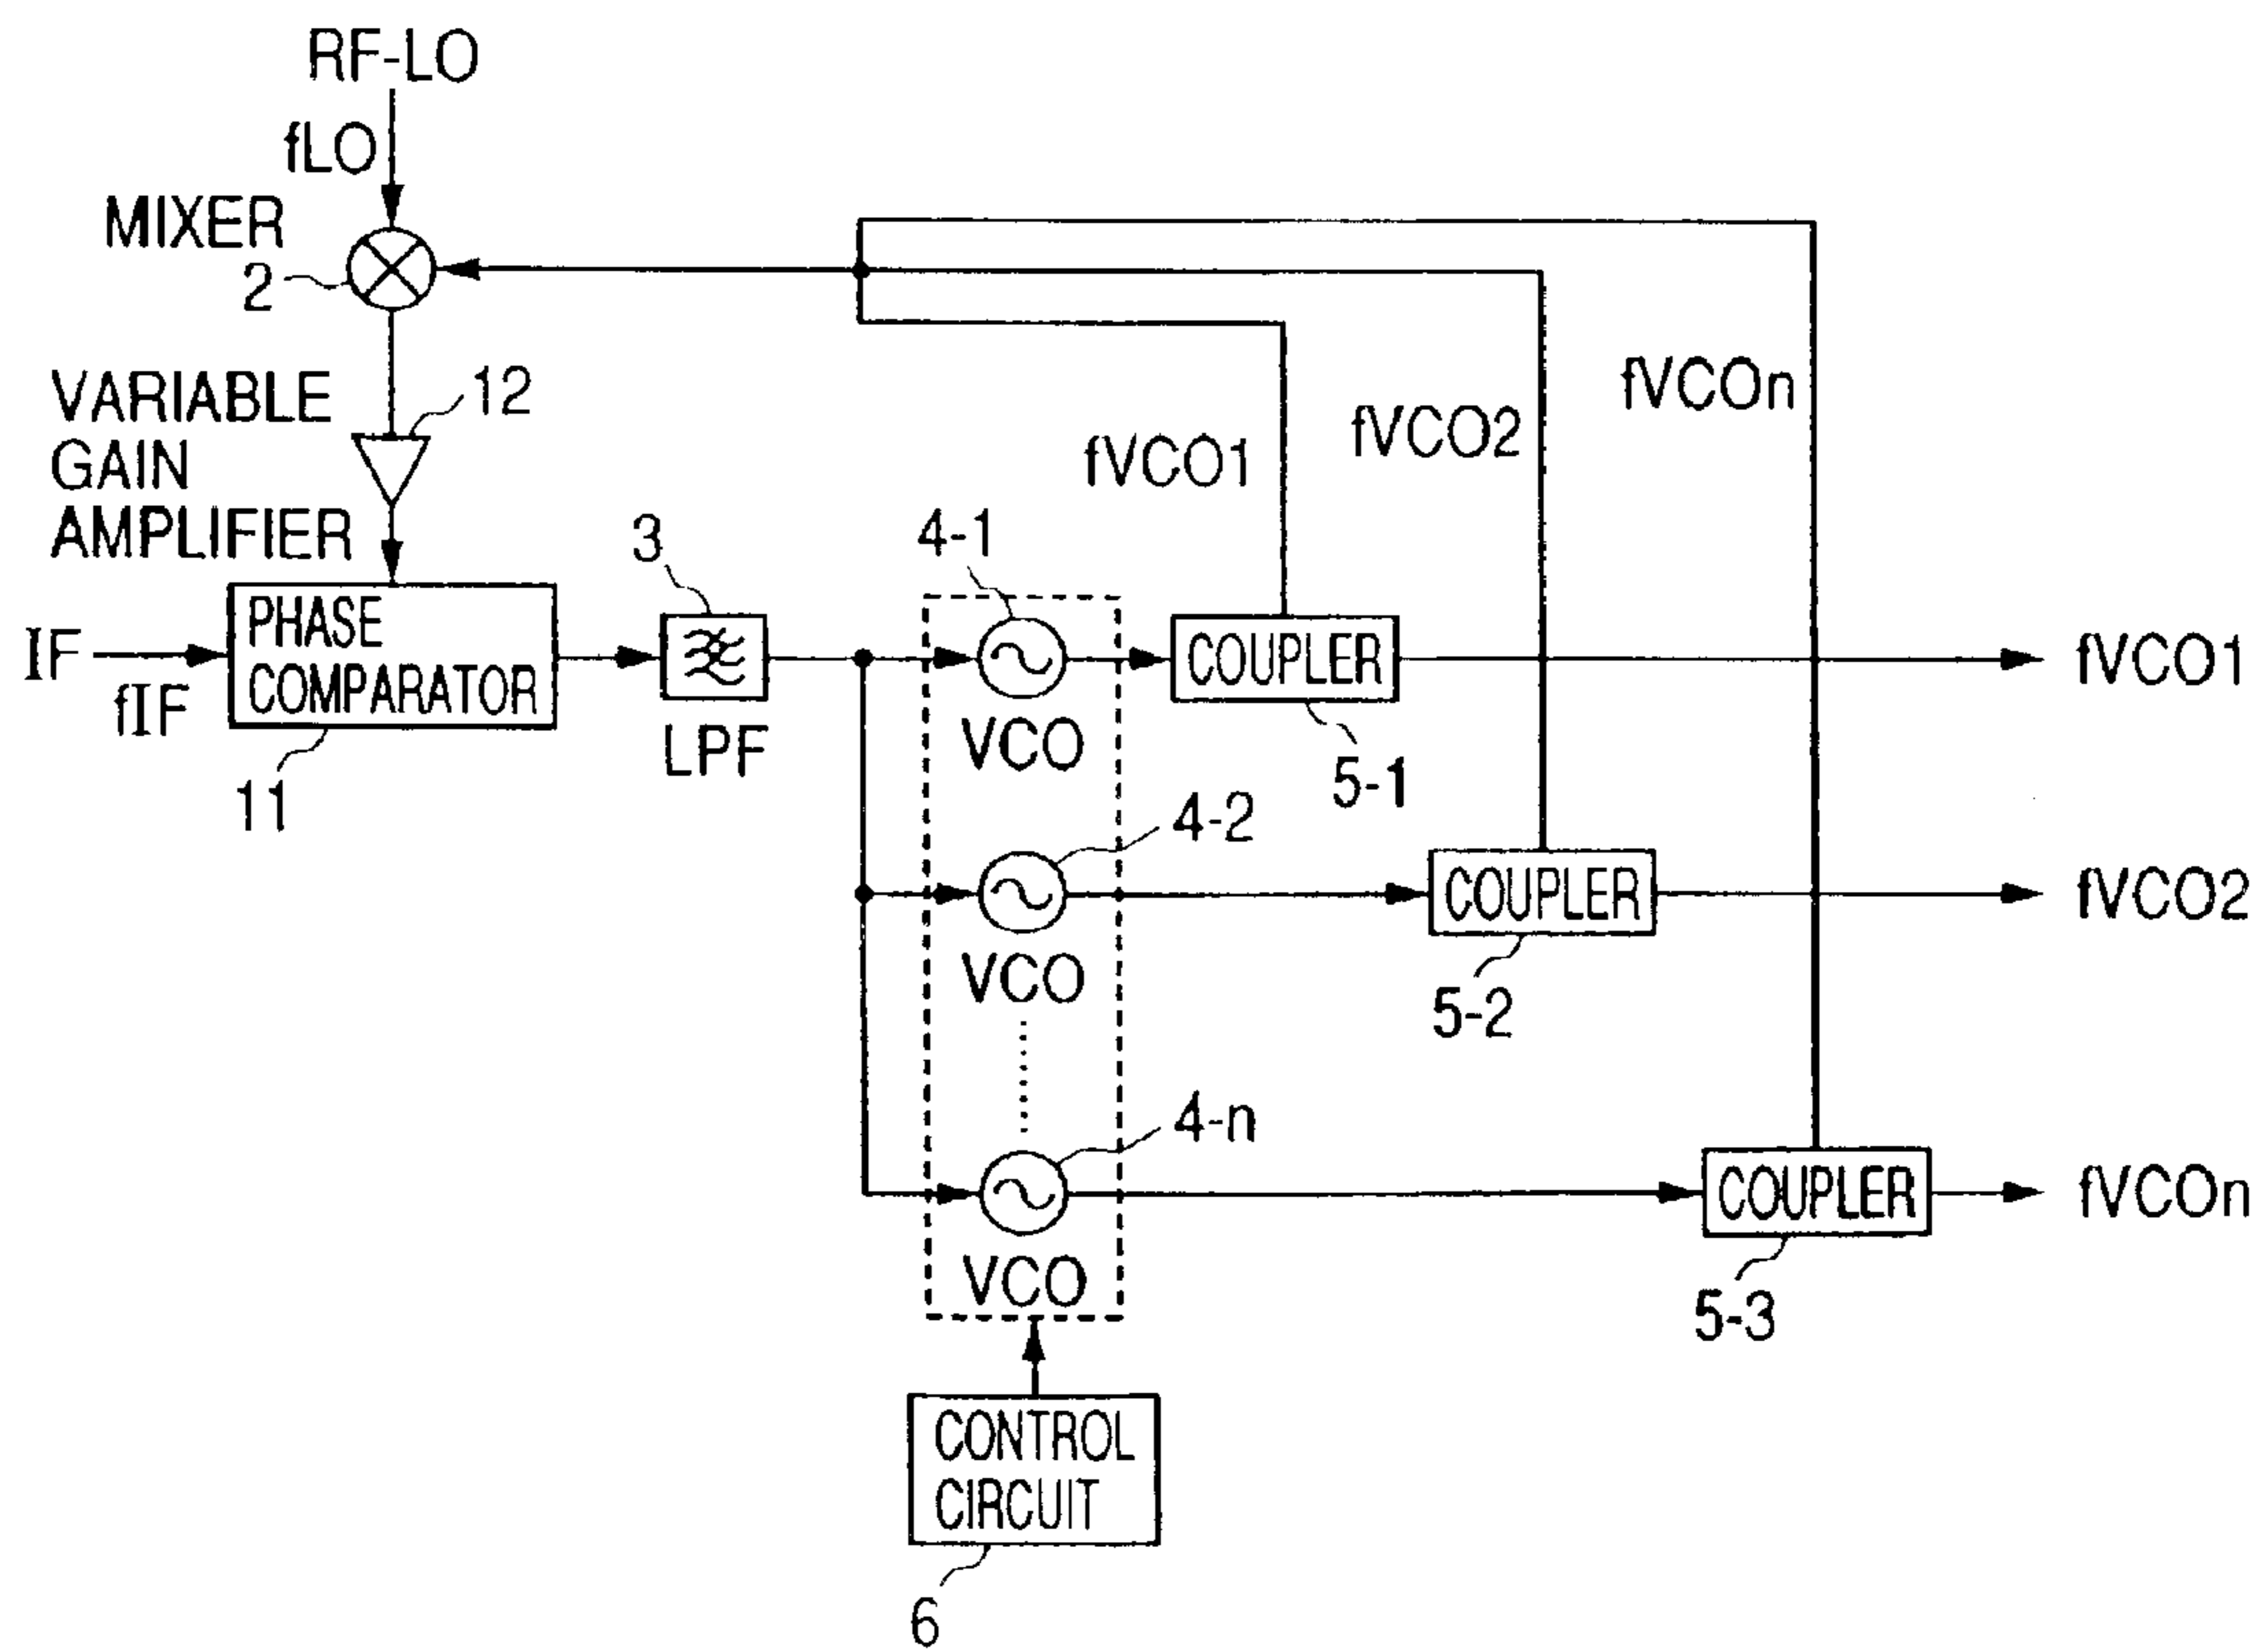 RF-LO
fLO
MIXER
2
VARIABLE
GAIN
AMPLIFIER
12
fVCO1
fVCO2
fVCOn
IF
fIF
PHASE
COMPARATOR
11
3
LPF
4-1
VCO
COUPLER
5-1
fVCO1
4-2
VCO
COUPLER
5-2
fVCO2
4-n
VCO
COUPLER
5-3
fVCOn
CONTROL
CIRCUIT
6